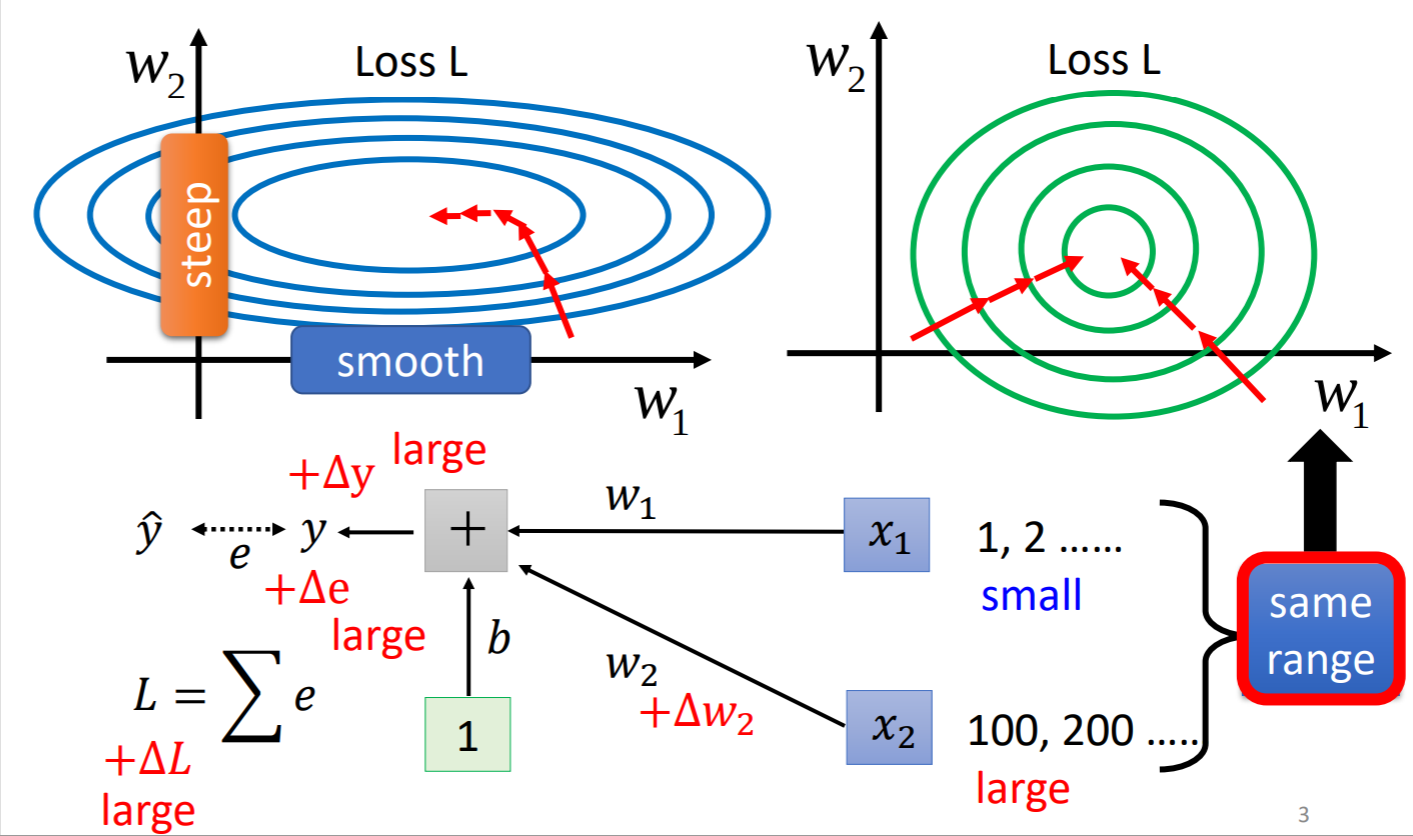 w₂
Loss L
steep
smooth
w₁
w₂
Loss L
w₁
+Δy
large
ŷ
e
y
+
w₁
x₁
1, 2 ……
small
+Δe
large
b
w₂
+Δw₂
same
range
L = ∑ e
+ΔL
large
1
x₂
100, 200 …..
large
3